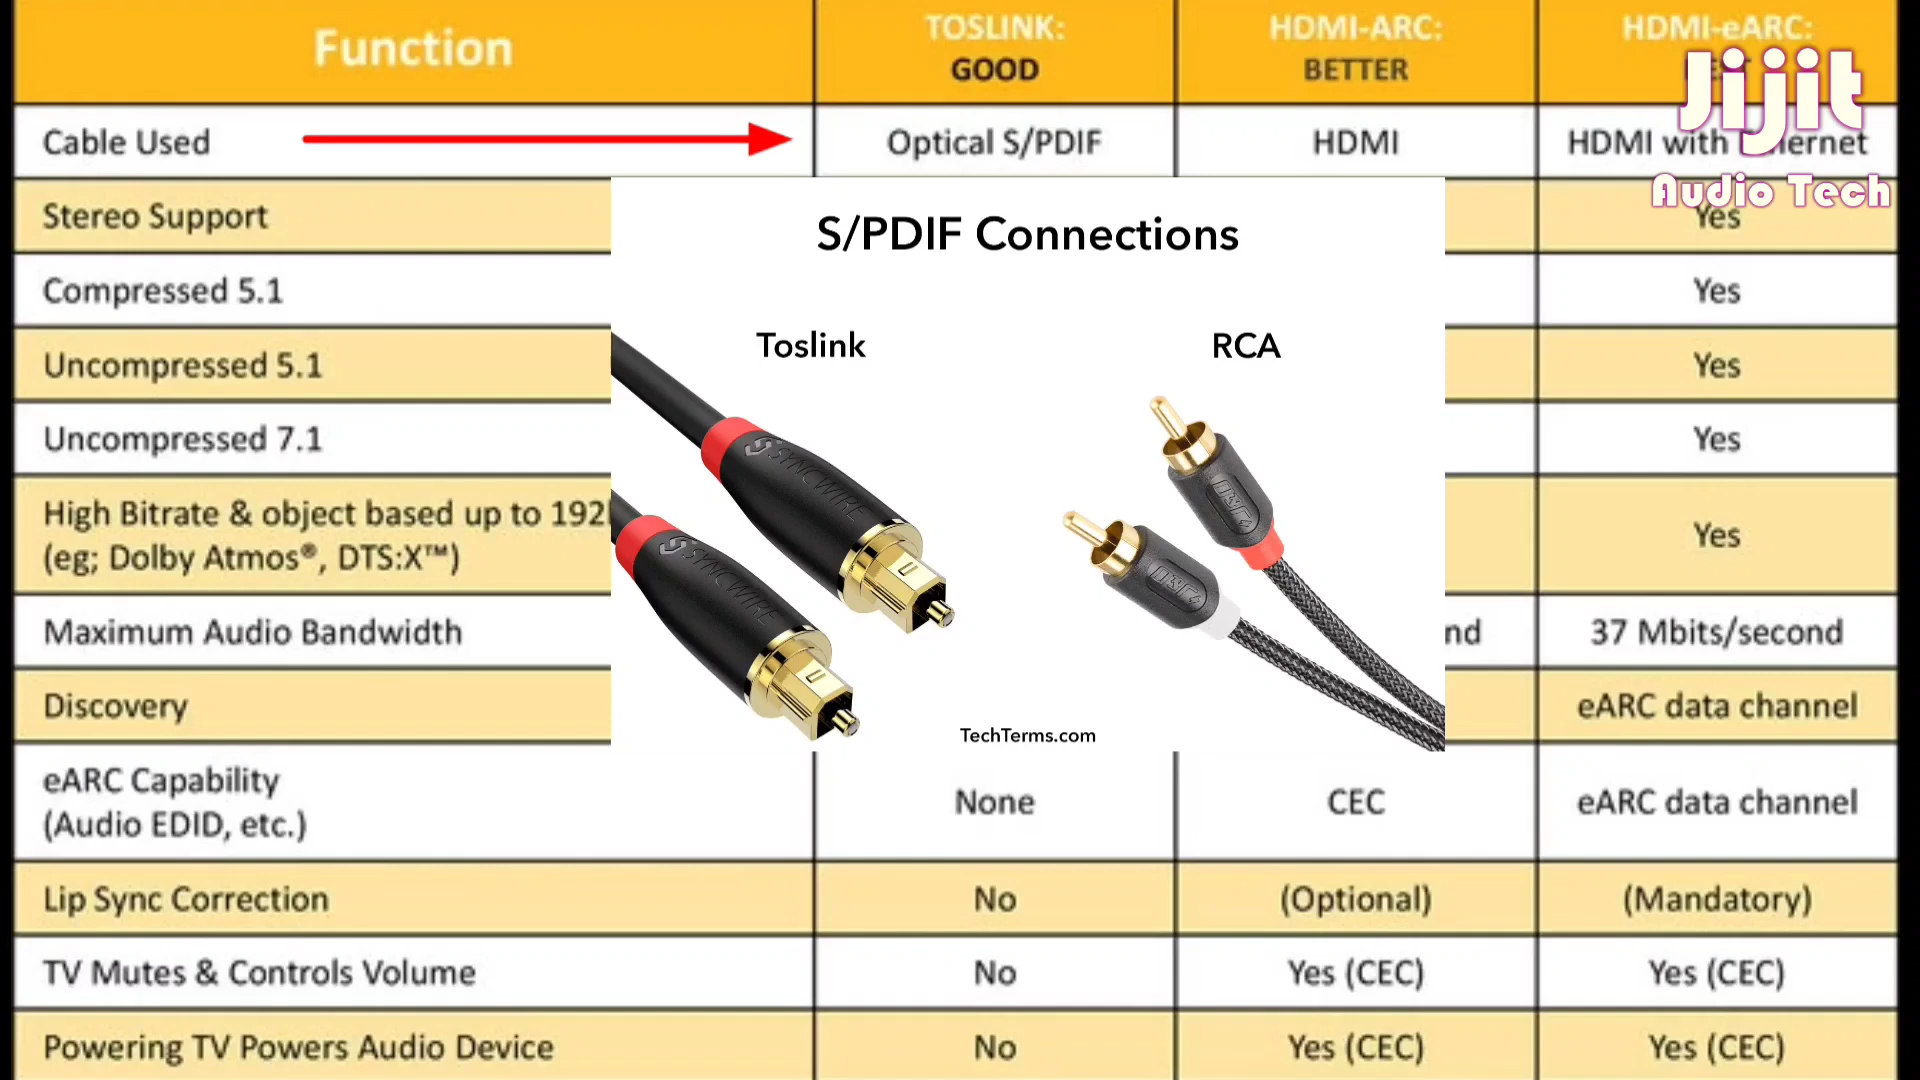 Function
TOSLINK:
GOOD
HDMI-ARC:
BETTER
HDMI-eARC:
Jijit
Audio Tech
Cable Used
Optical S/PDIF
HDMI
HDMI with
Stereo Support
Yes
Compressed 5.1
Yes
Uncompressed 5.1
Yes
Uncompressed 7.1
Yes
High Bitrate & object based up to 192
(eg; Dolby Atmos®, DTS:X™)
Yes
Maximum Audio Bandwidth
37 Mbits/second
Discovery
eARC data channel
eARC Capability
(Audio EDID, etc.)
None
CEC
eARC data channel
Lip Sync Correction
No
(Optional)
(Mandatory)
TV Mutes & Controls Volume
No
Yes (CEC)
Yes (CEC)
Powering TV Powers Audio Device
No
Yes (CEC)
Yes (CEC)
S/PDIF Connections
Toslink
RCA
SYNCWIRE
SYNCWIRE
TechTerms.com